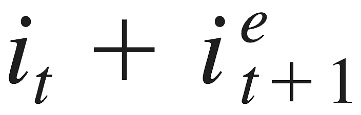 i_t + i^e_{t+1}